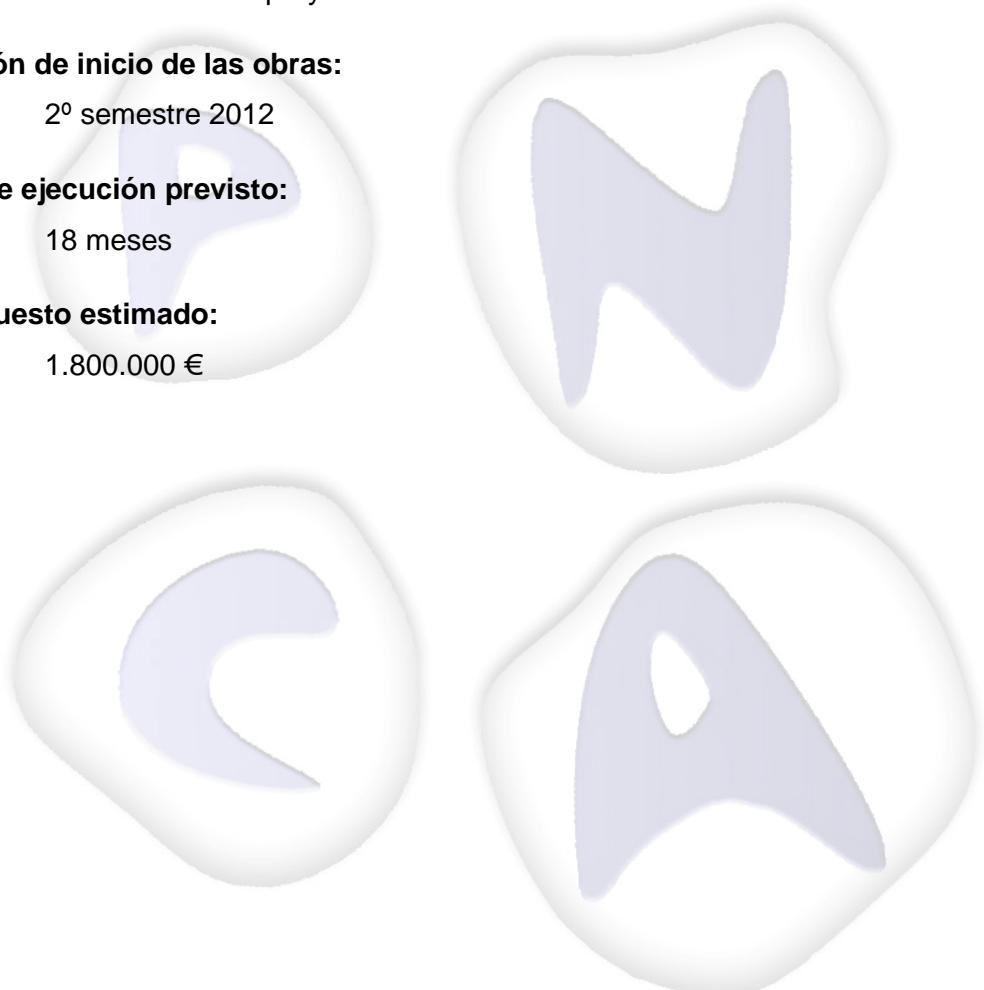 ón de inicio de las obras:
2º semestre 2012
e ejecución previsto:
18 meses
uesto estimado:
1.800.000 €
P N
C A